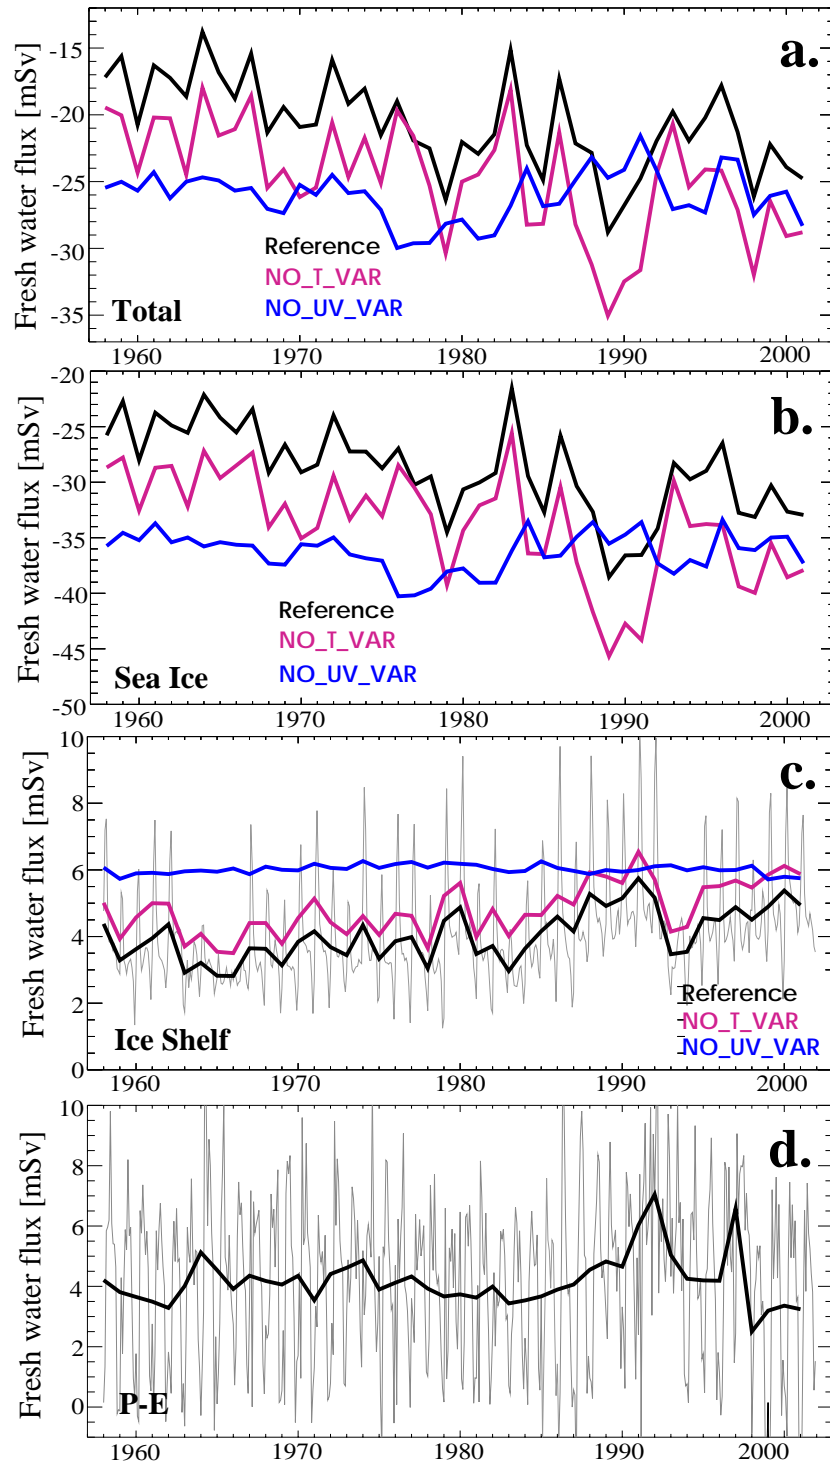 a.
Fresh water flux [mSv]
-15
-20
-25
-30
-35
Reference
NO_T_VAR
NO_UV_VAR
Total
1960 1970 1980 1990 2000
b.
Fresh water flux [mSv]
-20
-25
-30
-35
-40
-45
-50
Reference
NO_T_VAR
NO_UV_VAR
Sea Ice
1960 1970 1980 1990 2000
c.
Fresh water flux [mSv]
10
8
6
4
2
0
Reference
NO_T_VAR
NO_UV_VAR
Ice Shelf
1960 1970 1980 1990 2000
d.
Fresh water flux [mSv]
10
8
6
4
2
0
P-E
1960 1970 1980 1990 2000